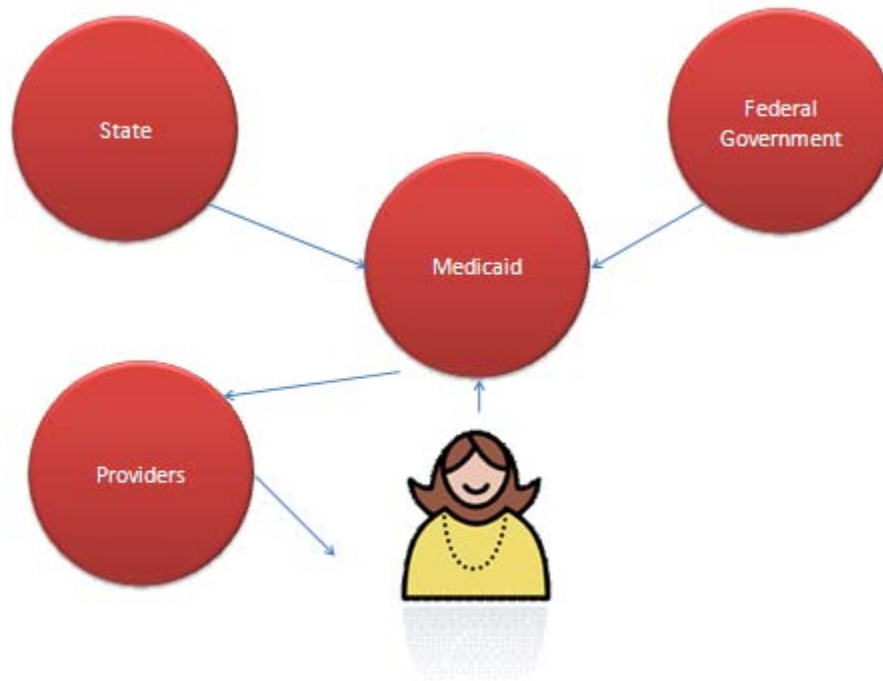 State
Federal
Government
Medicaid
Providers